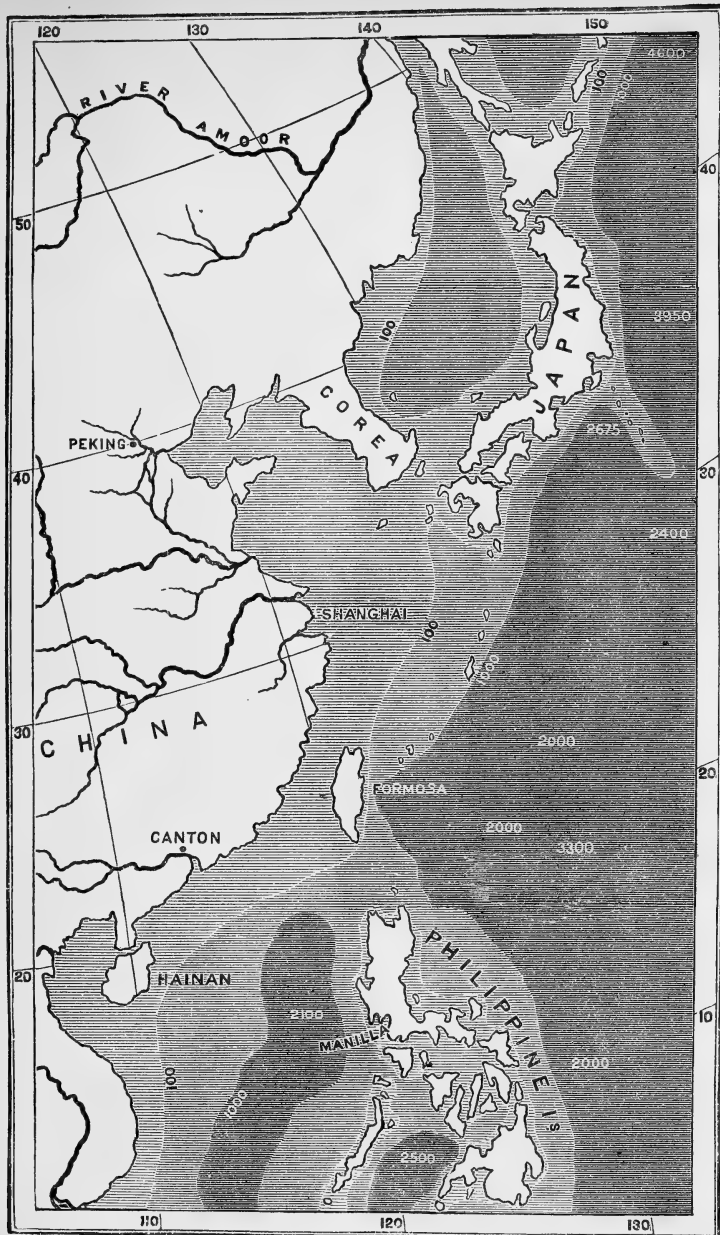 120
130
140
150
4600
100
1000
RIVER AMOOR
40
50
3950
100
JAPAN
COREA
2675
PEKING
20
40
2400
SHANGHAI
100
1000
30
CHINA
2000
20
FORMOSA
CANTON
2000
3300
PHILIPPINE Is
20
HAINAN
2100
10
MANILLA
2000
100
1000
2500
110
120
130